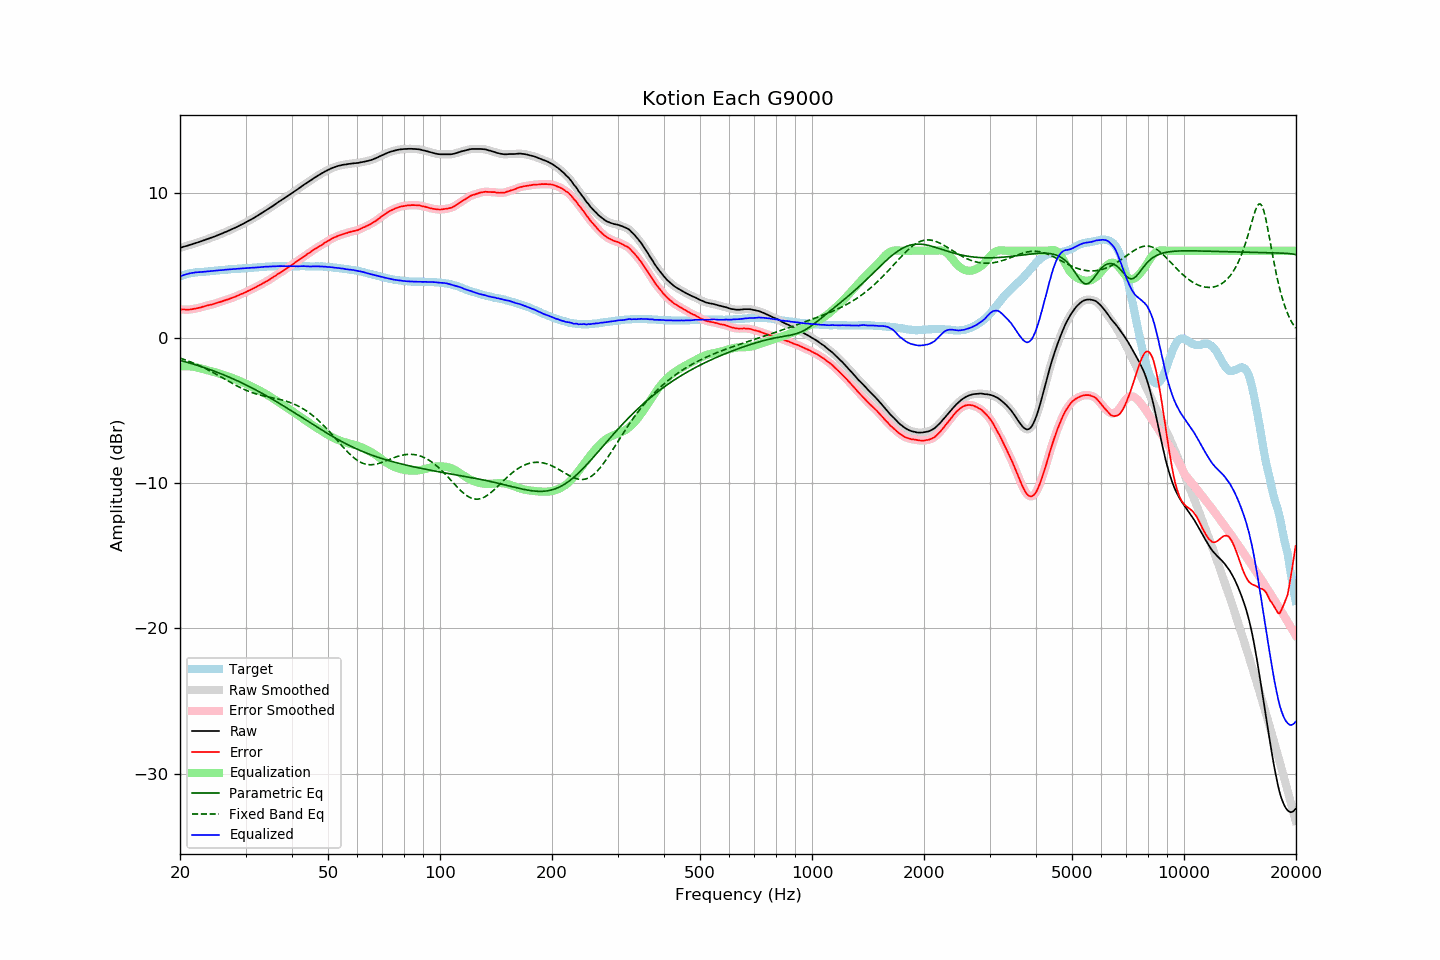 Kotion Each G9000
Amplitude (dBr)
10
0
−10
−20
−30
Target
Raw Smoothed
Error Smoothed
Raw
Error
Equalization
Parametric Eq
Fixed Band Eq
Equalized
20 50 100 200 500 1000 2000 5000 10000 20000
Frequency (Hz)